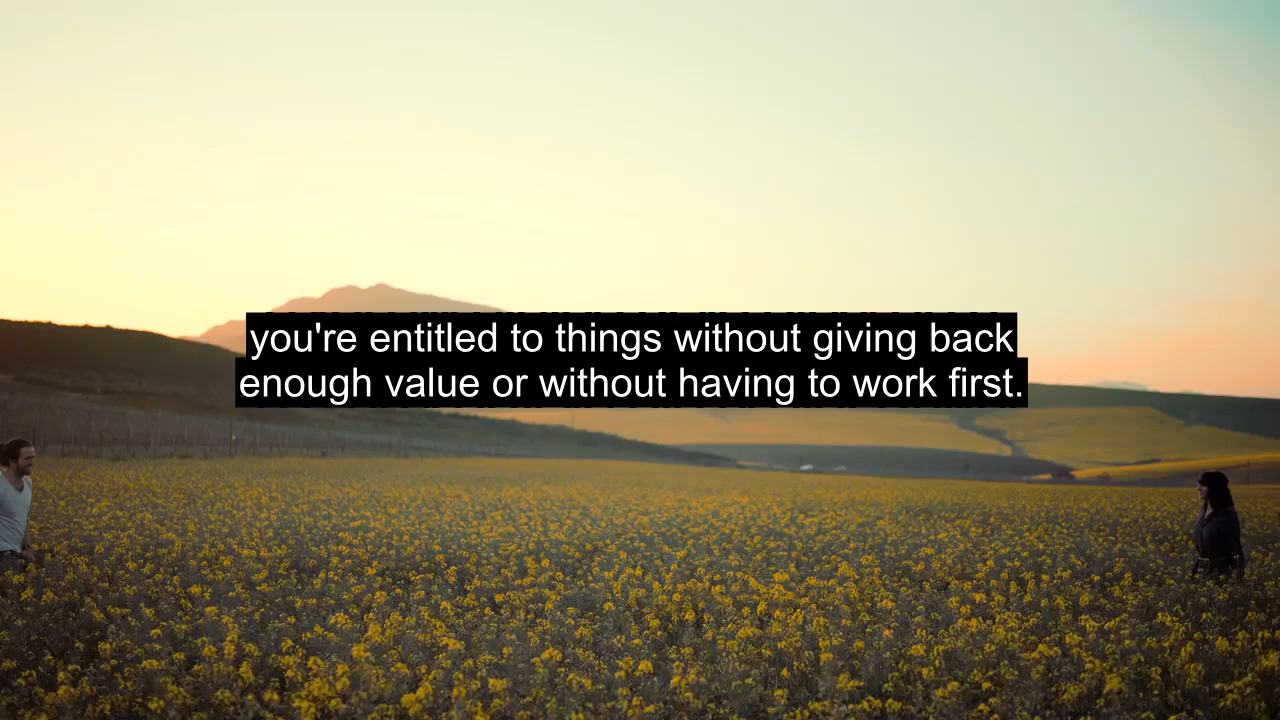 you're entitled to things without giving back
enough value or without having to work first.